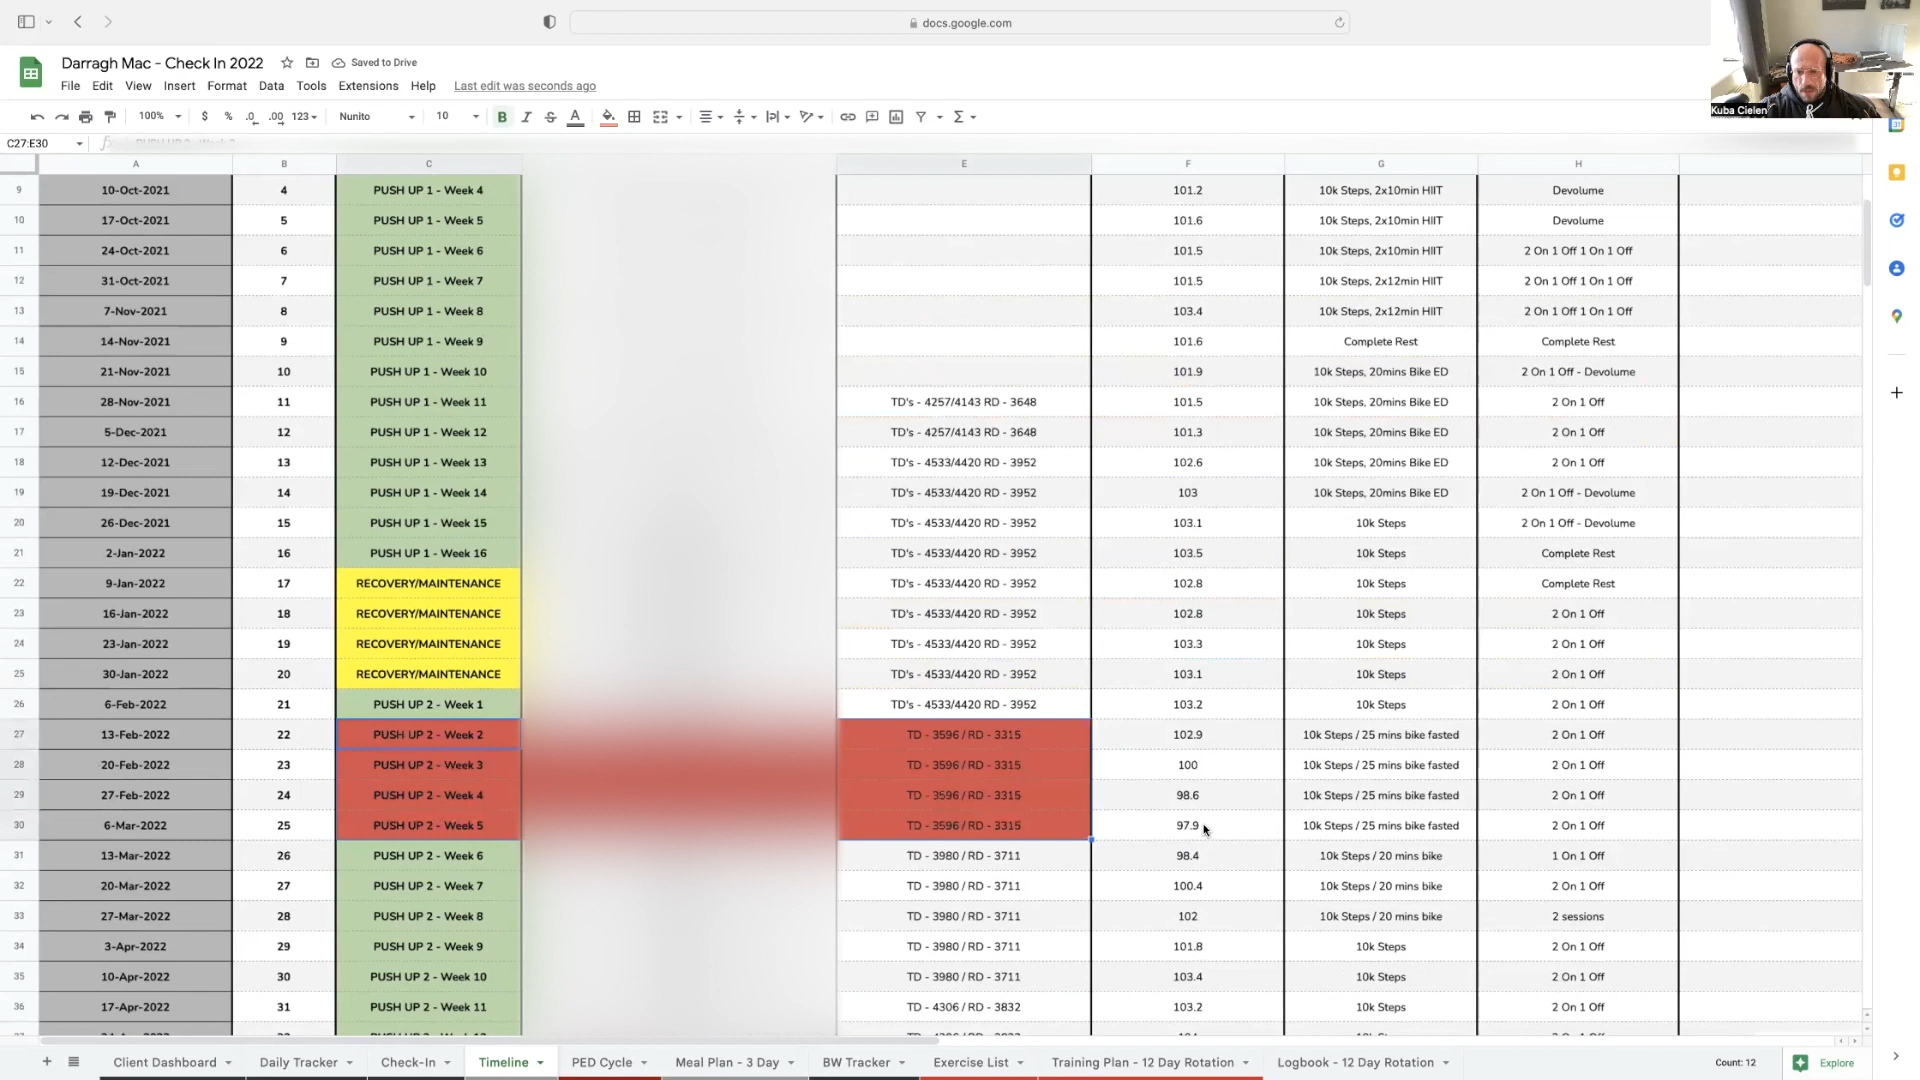 docs.google.com
Kuba Cielen
Darragh Mac - Check In 2022 Saved to Drive
File Edit View Insert Format Data Tools Extensions Help Last edit was seconds ago
100% $ % .0 .00 123 Nunito 10 B I S A
C27:E30
A B C E F G H
9 10-Oct-2021 4 PUSH UP 1 - Week 4 101.2 10k Steps, 2x10min HIIT Devolume
10 17-Oct-2021 5 PUSH UP 1 - Week 5 101.6 10k Steps, 2x10min HIIT Devolume
11 24-Oct-2021 6 PUSH UP 1 - Week 6 101.5 10k Steps, 2x10min HIIT 2 On 1 Off 1 On 1 Off
12 31-Oct-2021 7 PUSH UP 1 - Week 7 101.5 10k Steps, 2x12min HIIT 2 On 1 Off 1 On 1 Off
13 7-Nov-2021 8 PUSH UP 1 - Week 8 103.4 10k Steps, 2x12min HIIT 2 On 1 Off 1 On 1 Off
14 14-Nov-2021 9 PUSH UP 1 - Week 9 101.6 Complete Rest Complete Rest
15 21-Nov-2021 10 PUSH UP 1 - Week 10 101.9 10k Steps, 20mins Bike ED 2 On 1 Off - Devolume
16 28-Nov-2021 11 PUSH UP 1 - Week 11 TD's - 4257/4143 RD - 3648 101.5 10k Steps, 20mins Bike ED 2 On 1 Off
17 5-Dec-2021 12 PUSH UP 1 - Week 12 TD's - 4257/4143 RD - 3648 101.3 10k Steps, 20mins Bike ED 2 On 1 Off
18 12-Dec-2021 13 PUSH UP 1 - Week 13 TD's - 4533/4420 RD - 3952 102.6 10k Steps, 20mins Bike ED 2 On 1 Off
19 19-Dec-2021 14 PUSH UP 1 - Week 14 TD's - 4533/4420 RD - 3952 103 10k Steps, 20mins Bike ED 2 On 1 Off - Devolume
20 26-Dec-2021 15 PUSH UP 1 - Week 15 TD's - 4533/4420 RD - 3952 103.1 10k Steps 2 On 1 Off - Devolume
21 2-Jan-2022 16 PUSH UP 1 - Week 16 TD's - 4533/4420 RD - 3952 103.5 10k Steps Complete Rest
22 9-Jan-2022 17 RECOVERY/MAINTENANCE TD's - 4533/4420 RD - 3952 102.8 10k Steps Complete Rest
23 16-Jan-2022 18 RECOVERY/MAINTENANCE TD's - 4533/4420 RD - 3952 102.8 10k Steps 2 On 1 Off
24 23-Jan-2022 19 RECOVERY/MAINTENANCE TD's - 4533/4420 RD - 3952 103.3 10k Steps 2 On 1 Off
25 30-Jan-2022 20 RECOVERY/MAINTENANCE TD's - 4533/4420 RD - 3952 103.1 10k Steps 2 On 1 Off
26 6-Feb-2022 21 PUSH UP 2 - Week 1 TD's - 4533/4420 RD - 3952 103.2 10k Steps 2 On 1 Off
27 13-Feb-2022 22 PUSH UP 2 - Week 2 TD - 3596 / RD - 3315 102.9 10k Steps / 25 mins bike fasted 2 On 1 Off
28 20-Feb-2022 23 PUSH UP 2 - Week 3 TD - 3596 / RD - 3315 100 10k Steps / 25 mins bike fasted 2 On 1 Off
29 27-Feb-2022 24 PUSH UP 2 - Week 4 TD - 3596 / RD - 3315 98.6 10k Steps / 25 mins bike fasted 2 On 1 Off
30 6-Mar-2022 25 PUSH UP 2 - Week 5 TD - 3596 / RD - 3315 97.9 10k Steps / 25 mins bike fasted 2 On 1 Off
31 13-Mar-2022 26 PUSH UP 2 - Week 6 TD - 3980 / RD - 3711 98.4 10k Steps / 20 mins bike 1 On 1 Off
32 20-Mar-2022 27 PUSH UP 2 - Week 7 TD - 3980 / RD - 3711 100.4 10k Steps / 20 mins bike 2 On 1 Off
33 27-Mar-2022 28 PUSH UP 2 - Week 8 TD - 3980 / RD - 3711 102 10k Steps / 20 mins bike 2 sessions
34 3-Apr-2022 29 PUSH UP 2 - Week 9 TD - 3980 / RD - 3711 101.8 10k Steps 2 On 1 Off
35 10-Apr-2022 30 PUSH UP 2 - Week 10 TD - 3980 / RD - 3711 103.4 10k Steps 2 On 1 Off
36 17-Apr-2022 31 PUSH UP 2 - Week 11 TD - 4306 / RD - 3832 103.2 10k Steps 2 On 1 Off
Client Dashboard Daily Tracker Check-In Timeline PED Cycle Meal Plan - 3 Day BW Tracker Exercise List Training Plan - 12 Day Rotation Logbook - 12 Day Rotation Count: 12 Explore